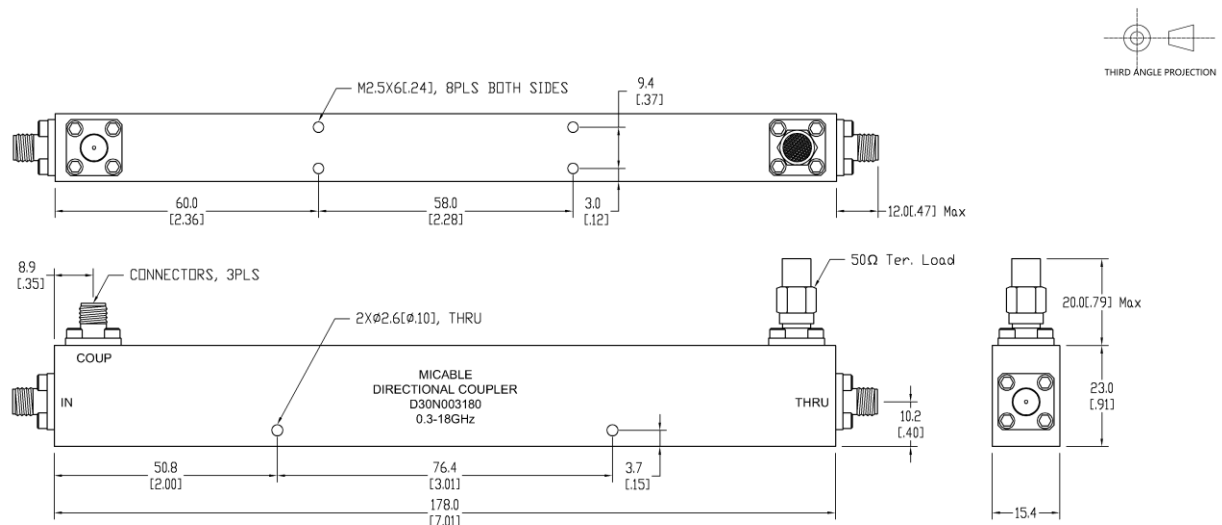 THIRD ANGLE PROJECTION
M2.5X6[.24], 8PLS BOTH SIDES
9.4
[.37]
60.0
[2.36]
58.0
[2.28]
3.0
[.12]
12.0[.47] Max
8.9
[.35]
CONNECTORS, 3PLS
50Ω Ter. Load
2XØ2.6[Ø.10], THRU
20.0[.79] Max
COUP
IN
MICABLE
DIRECTIONAL COUPLER
D30N003180
0.3-18GHz
THRU
10.2
[.40]
23.0
[.91]
50.8
[2.00]
76.4
[3.01]
3.7
[.15]
178.0
[7.01]
15.4